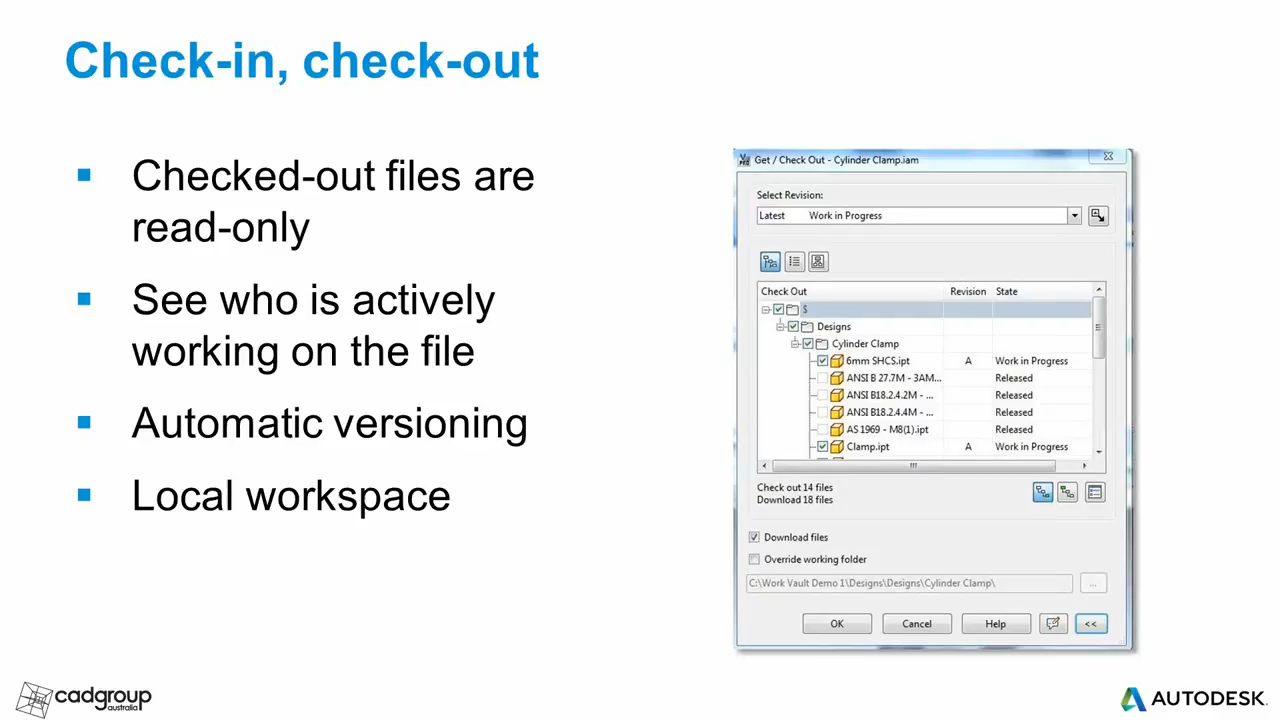 Check-in, check-out
Checked-out files are
read-only
See who is actively
working on the file
Automatic versioning
Local workspace
Get / Check Out - Cylinder Clamp.iam
Select Revision:
Latest Work in Progress
Check Out Revision State
$
Designs
Cylinder Clamp
6mm SHCS.ipt A Work in Progress
ANSI B 27.7M - 3AM... Released
ANSI B18.2.4.2M - ... Released
ANSI B18.2.4.4M - ... Released
AS 1969 - M8(1).ipt Released
Clamp.ipt A Work in Progress
Check out 14 files
Download 18 files
Download files
Override working folder
C:\Work Vault Demo 1\Designs\Designs\Cylinder Clamp\
...
OK Cancel Help <<
cadgroup
australia
AUTODESK.